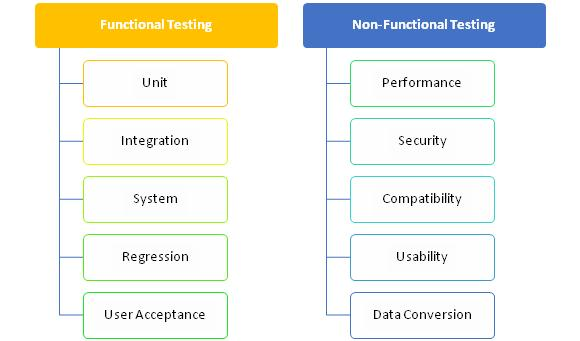 Functional Testing
Unit
Integration
System
Regression
User Acceptance
Non-Functional Testing
Performance
Security
Compatibility
Usability
Data Conversion